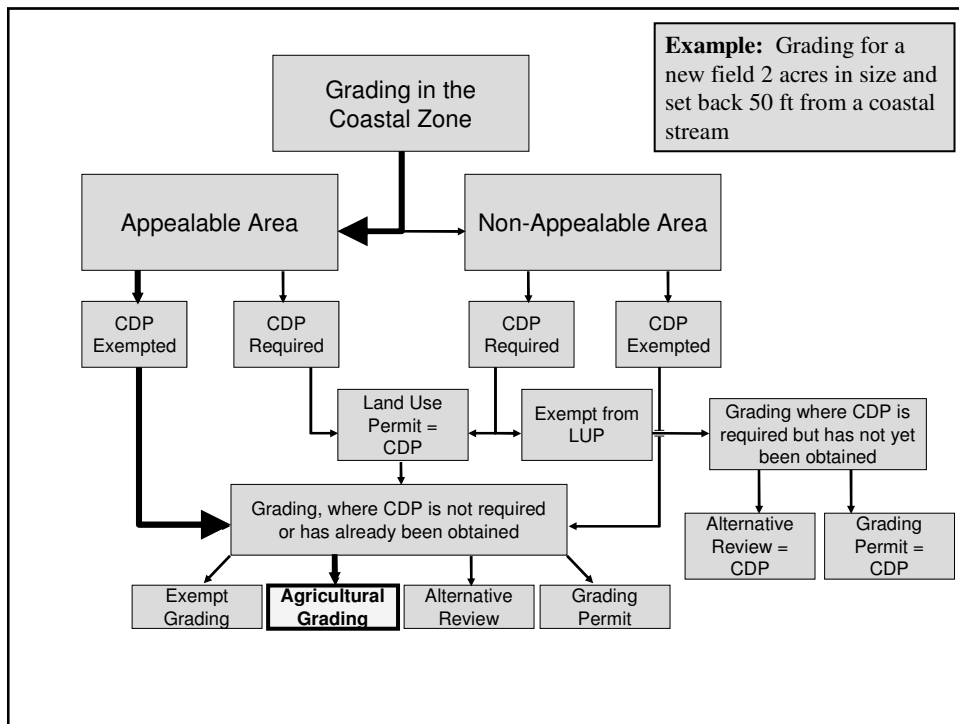 Example: Grading for a
new field 2 acres in size and
set back 50 ft from a coastal
stream
Grading in the
Coastal Zone
Appealable Area
Non-Appealable Area
CDP
Exempted
CDP
Required
CDP
Required
CDP
Exempted
Land Use
Permit =
CDP
Exempt from
LUP
Grading where CDP is
required but has not yet
been obtained
Grading, where CDP is not required
or has already been obtained
Alternative
Review =
CDP
Grading
Permit =
CDP
Exempt
Grading
Agricultural
Grading
Alternative
Review
Grading
Permit